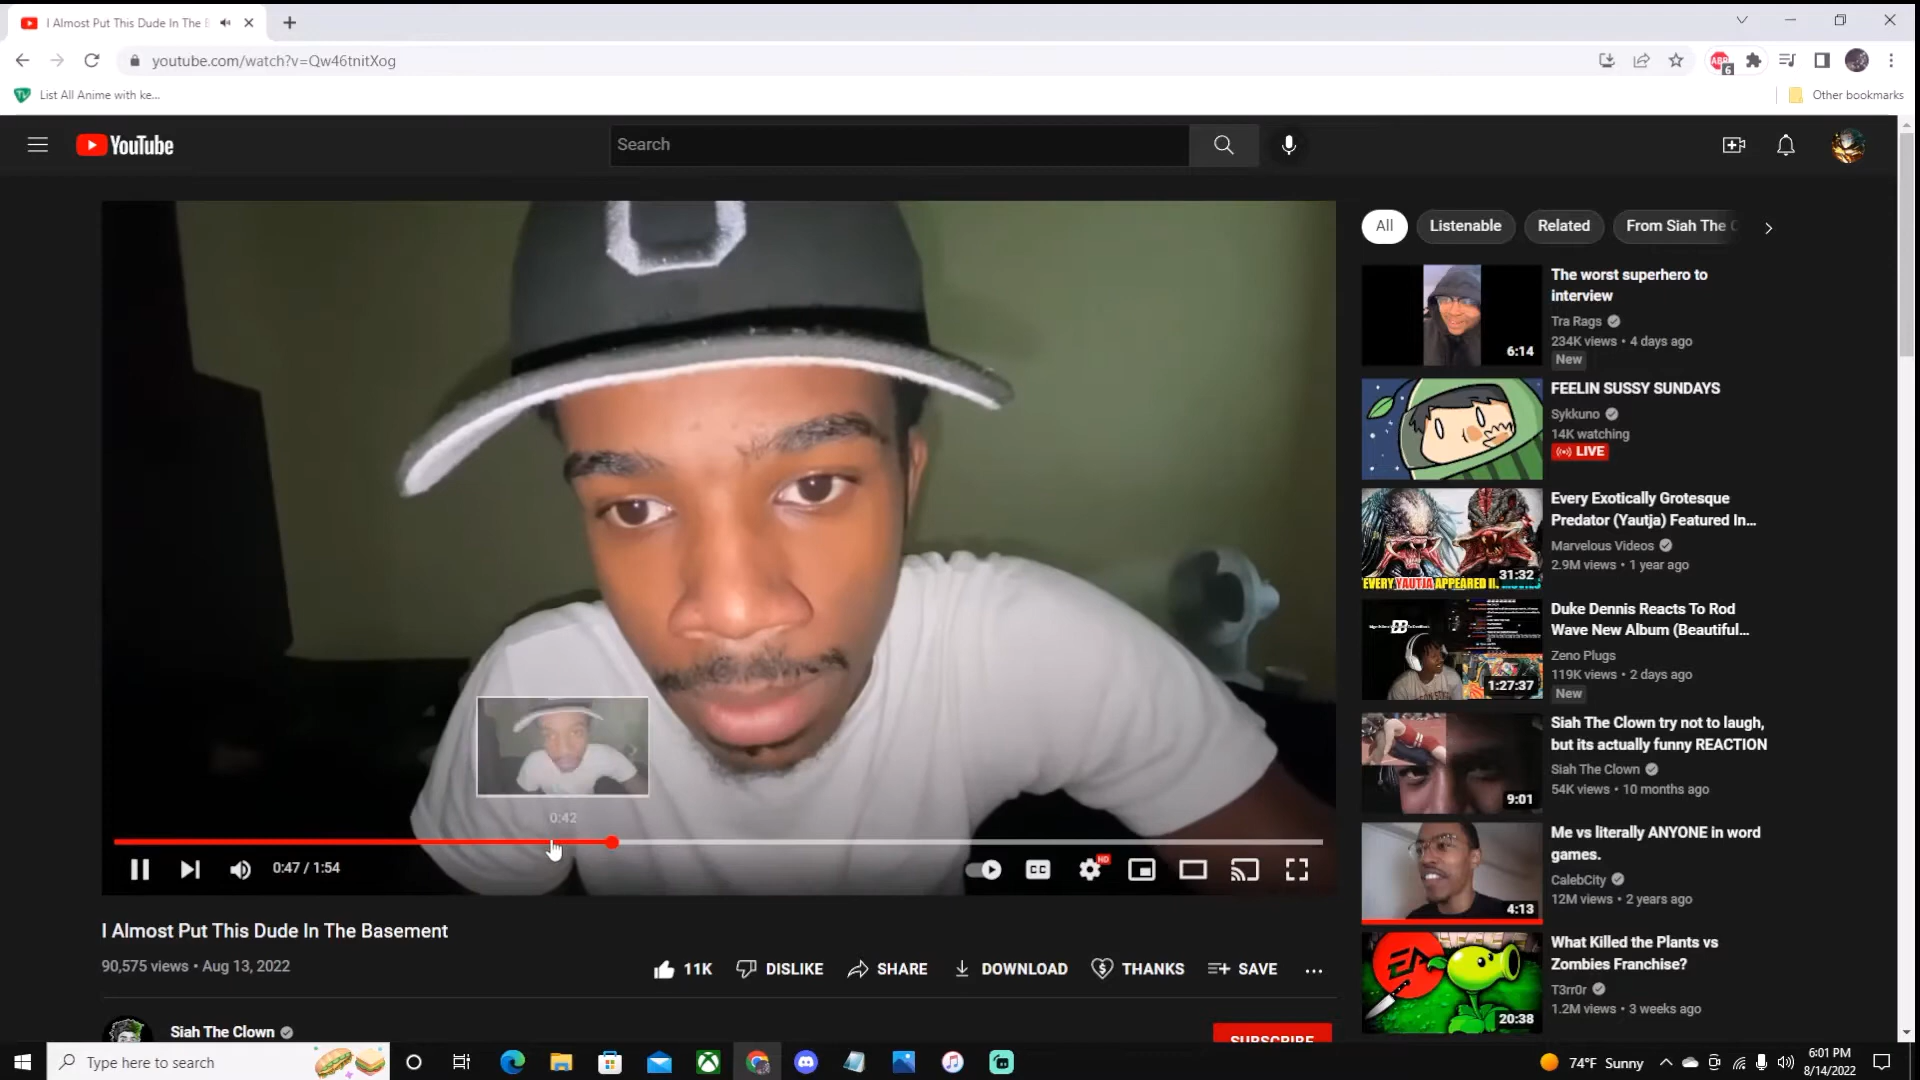 I Almost Put This Dude In The
youtube.com/watch?v=Qw46tnitXog
ABP
6
List All Anime with ke...
Other bookmarks
YouTube
Search
All
Listenable
Related
From Siah The C
The worst superhero to
interview
Tra Rags
234K views • 4 days ago
New
6:14
FEELIN SUSSY SUNDAYS
Sykkuno
14K watching
LIVE
Every Exotically Grotesque
Predator (Yautja) Featured In...
Marvelous Videos
2.9M views • 1 year ago
31:32
EVERY YAUTJA APPEARED
Duke Dennis Reacts To Rod
Wave New Album (Beautiful...
Zeno Plugs
119K views • 2 days ago
New
1:27:37
Siah The Clown try not to laugh,
but its actually funny REACTION
Siah The Clown
54K views • 10 months ago
9:01
Me vs literally ANYONE in word
games.
CalebCity
12M views • 2 years ago
4:13
What Killed the Plants vs
Zombies Franchise?
T3rr0r
1.2M views • 3 weeks ago
EA
20:38
0:42
0:47 / 1:54
CC
HD
I Almost Put This Dude In The Basement
90,575 views • Aug 13, 2022
11K
DISLIKE
SHARE
DOWNLOAD
THANKS
SAVE
Siah The Clown
SUBSCRIBE
Type here to search
74°F Sunny
6:01 PM
8/14/2022